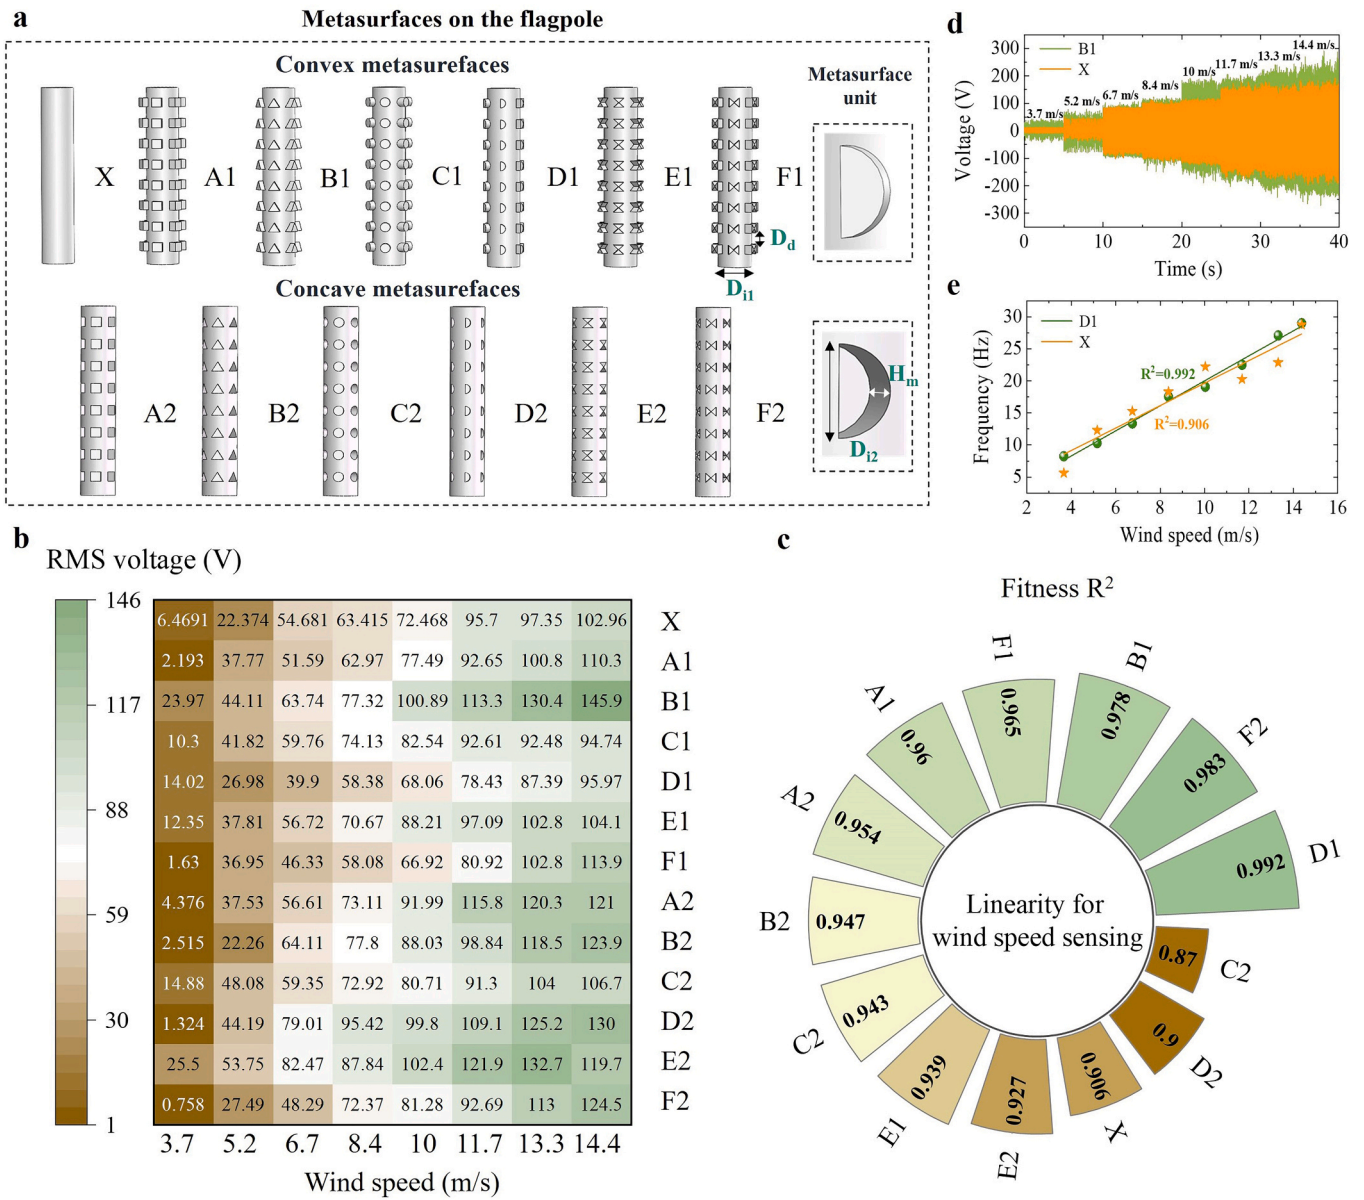 a
Metasurfaces on the flagpole
Convex metasurefaces
Metasurface
unit
X
A1
B1
C1
D1
E1
F1
D_d
D_i1
Concave metasurefaces
A2
B2
C2
D2
E2
F2
H_m
D_i2
d
B1
X
3.7 m/s
5.2 m/s
6.7 m/s
8.4 m/s
10 m/s
11.7 m/s
13.3 m/s
14.4 m/s
300
200
100
0
-100
-200
-300
Voltage (V)
0 10 20 30 40
Time (s)
e
D1
X
R²=0.992
R²=0.906
30
25
20
15
10
5
Frequency (Hz)
2 4 6 8 10 12 14 16
Wind speed (m/s)
b
RMS voltage (V)
146
117
88
59
30
1
6.4691 22.374 54.681 63.415 72.468 95.7 97.35 102.96 X
2.193 37.77 51.59 62.97 77.49 92.65 100.8 110.3 A1
23.97 44.11 63.74 77.32 100.89 113.3 130.4 145.9 B1
10.3 41.82 59.76 74.13 82.54 92.61 92.48 94.74 C1
14.02 26.98 39.9 58.38 68.06 78.43 87.39 95.97 D1
12.35 37.81 56.72 70.67 88.21 97.09 102.8 104.1 E1
1.63 36.95 46.33 58.08 66.92 80.92 102.8 113.9 F1
4.376 37.53 56.61 73.11 91.99 115.8 120.3 121 A2
2.515 22.26 64.11 77.8 88.03 98.84 118.5 123.9 B2
14.88 48.08 59.35 72.92 80.71 91.3 104 106.7 C2
1.324 44.19 79.01 95.42 99.8 109.1 125.2 130 D2
25.5 53.75 82.47 87.84 102.4 121.9 132.7 119.7 E2
0.758 27.49 48.29 72.37 81.28 92.69 113 124.5 F2
3.7 5.2 6.7 8.4 10 11.7 13.3 14.4
Wind speed (m/s)
c
Fitness R²
D1
0.992
F2
0.983
B1
0.978
F1
0.965
A1
0.96
A2
0.954
B2
0.947
C2
0.943
E1
0.939
E2
0.927
X
0.906
D2
0.9
C2
0.87
Linearity for
wind speed sensing